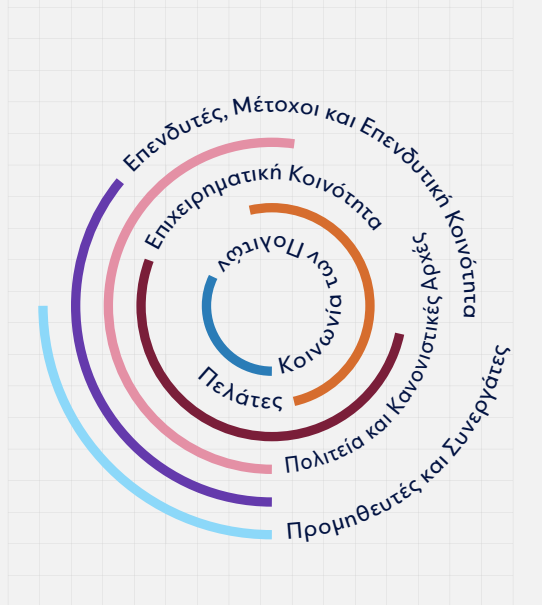 Επενδυτές, Μέτοχοι και Επενδυτική Κοινότητα
Επιχειρηματική Κοινότητα
Κοινωνία των Πολιτών
Πελάτες
Πολιτεία και Κανονιστικές Αρχές
Προμηθευτές και Συνεργάτες